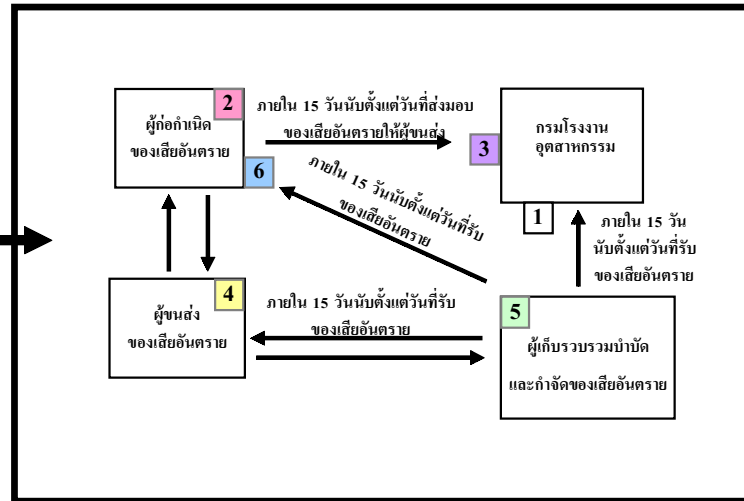 2
ผู้ก่อกำเนิด
ของเสียอันตราย
6
ภายใน 15 วันนับตั้งแต่วันที่ส่งมอบ
ของเสียอันตรายให้ผู้ขนส่ง
3
กรมโรงงาน
อุตสาหกรรม
1
ภายใน 15 วันนับตั้งแต่วันที่รับ
ของเสียอันตราย
ภายใน 15 วัน
นับตั้งแต่วันที่รับ
ของเสียอันตราย
4
ผู้ขนส่ง
ของเสียอันตราย
ภายใน 15 วันนับตั้งแต่วันที่รับ
ของเสียอันตราย
5
ผู้เก็บรวบรวมบำบัด
และกำจัดของเสียอันตราย